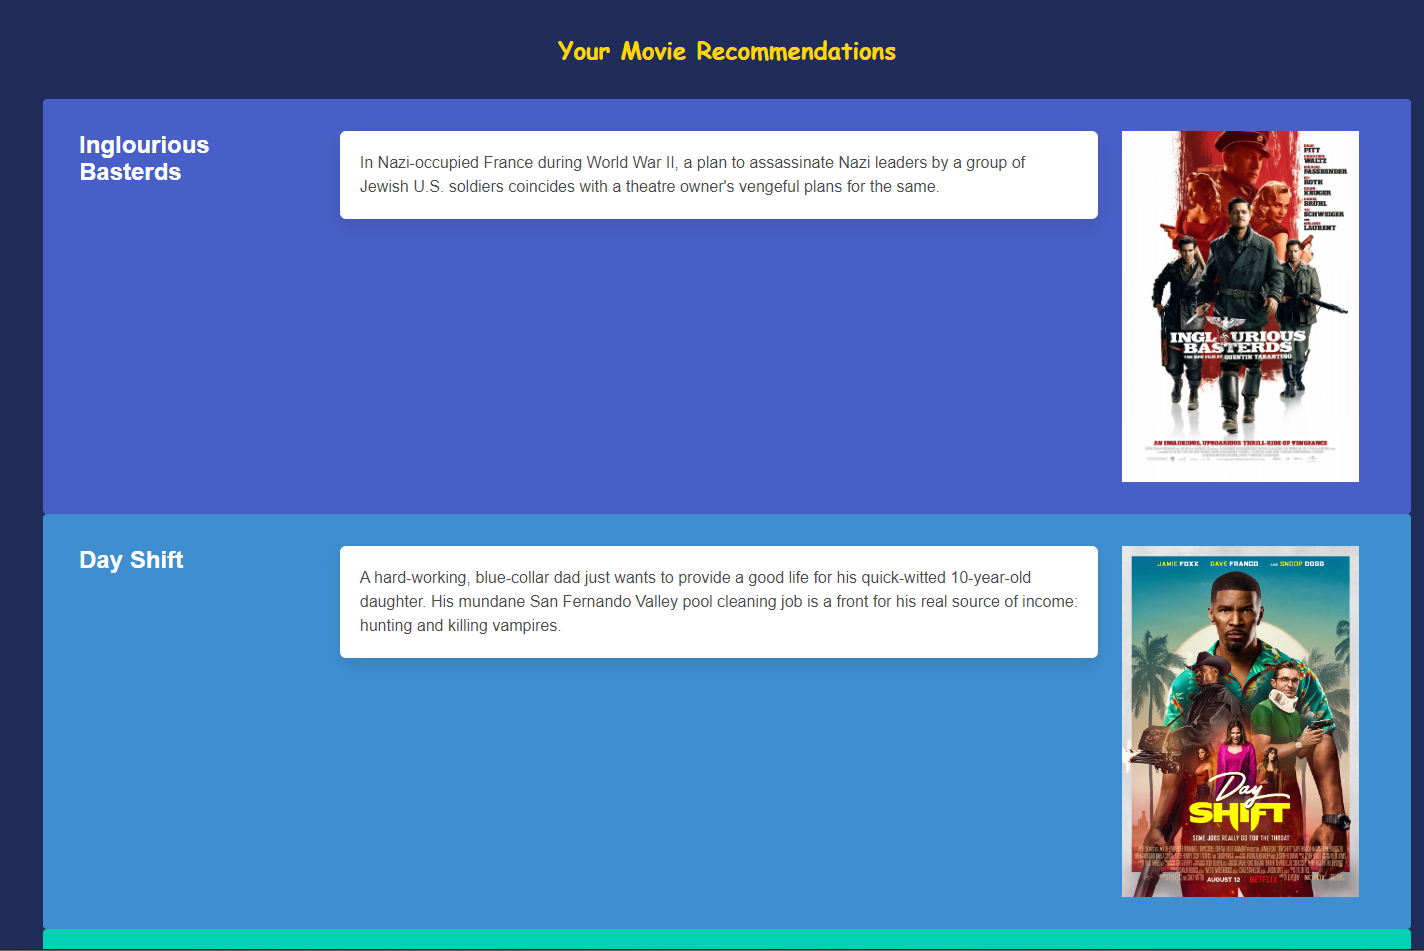 Your Movie Recommendations
Inglourious
Basterds
In Nazi-occupied France during World War II, a plan to assassinate Nazi leaders by a group of
Jewish U.S. soldiers coincides with a theatre owner's vengeful plans for the same.
BRAD
PITT
CHRISTOPH
WALTZ
MICHAEL
FASSBENDER
ELI
ROTH
DIANE
KRUGER
DANIEL
BRÜHL
TIL
SCHWEIGER
AND
MÉLANIE
LAURENT
INGLOURIOUS
BASTERDS
THE NEW FILM BY QUENTIN TARANTINO
AN INGLORIOUS, UPROARIOUS THRILL-RIDE OF VENGEANCE
Day Shift
A hard-working, blue-collar dad just wants to provide a good life for his quick-witted 10-year-old
daughter. His mundane San Fernando Valley pool cleaning job is a front for his real source of income:
hunting and killing vampires.
JAMIE FOXX DAVE FRANCO AND SNOOP DOGG
Day
SHIFT
SOME JOBS REALLY GO FOR THE THROAT
AUGUST 12 NETFLIX